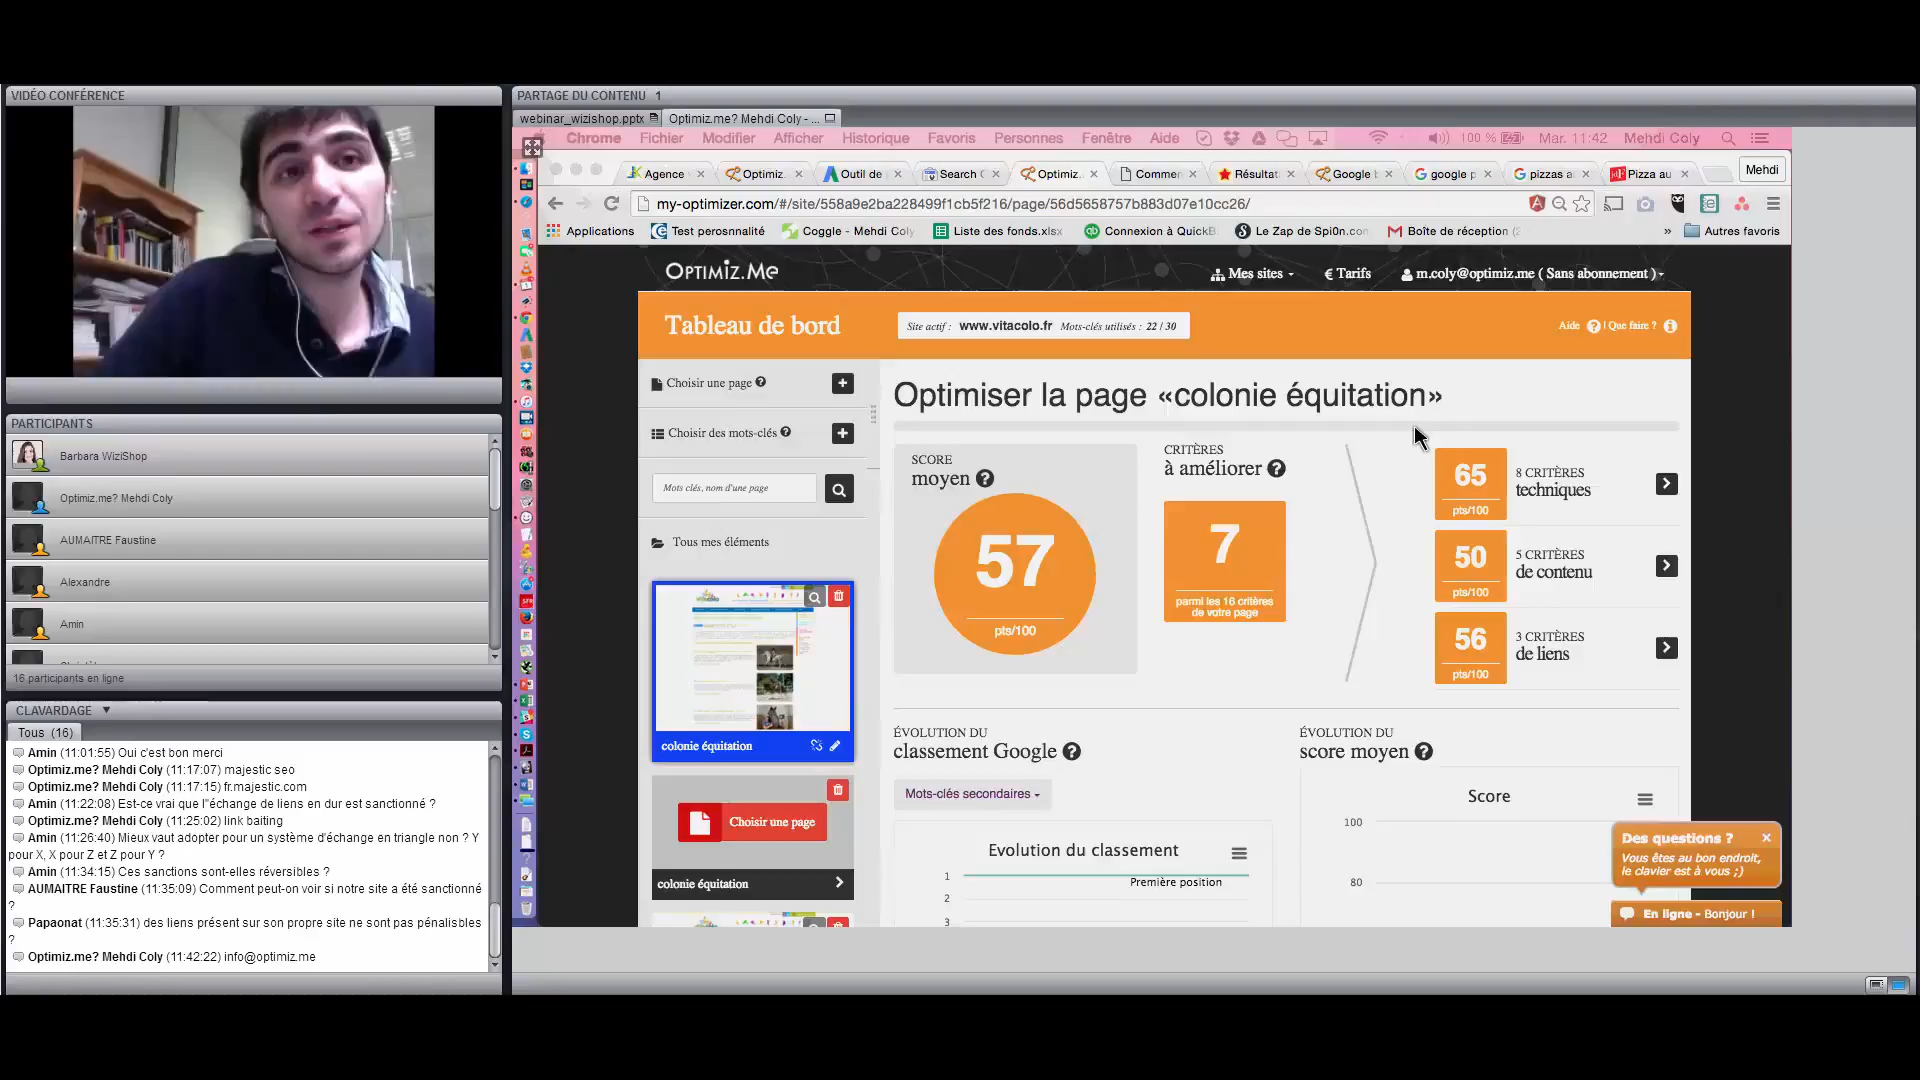 VIDÉO CONFÉRENCE
PARTICIPANTS
Barbara WiziShop
Optimiz.me? Mehdi Coly
AUMAITRE Faustine
Alexandre
Amin
16 participants en ligne
CLAVARDAGE
Tous (16)
Amin (11:01:55) Oui c'est bon merci
Optimiz.me? Mehdi Coly (11:17:07) majestic seo
Optimiz.me? Mehdi Coly (11:17:15) fr.majestic.com
Amin (11:22:08) Est-ce vrai que l"échange de liens en dur est sanctionné ?
Optimiz.me? Mehdi Coly (11:25:02) link baiting
Amin (11:26:40) Mieux vaut adopter pour un système d'échange en triangle non ? Y
pour X, X pour Z et Z pour Y ?
Amin (11:34:15) Ces sanctions sont-elles réversibles ?
AUMAITRE Faustine (11:35:09) Comment peut-on voir si notre site a été sanctionné
?
Papaonat (11:35:31) des liens présent sur son propre site ne sont pas pénalisbles
?
Optimiz.me? Mehdi Coly (11:42:22) info@optimiz.me
PARTAGE DU CONTENU 1
webinar_wizishop.pptx Optimiz.me? Mehdi Coly - ...
Chrome Fichier Modifier Afficher Historique Favoris Personnes Fenêtre Aide 100 % Mar. 11:42 Mehdi Coly
Agence Optimiz. Outil de Search C Optimiz. Commen Résultat Google b google p pizzas a Pizza au Mehdi
my-optimizer.com/#/site/558a9e2ba228499f1cb5f216/page/56d5658757b883d07e10cc26/
Applications Test perosnnalité Coggle - Mehdi Coly Liste des fonds.xlsx Connexion à QuickB Le Zap de Spi0n.com Boîte de réception (2 » Autres favoris
OPTIMIZ.ME Mes sites € Tarifs m.coly@optimiz.me ( Sans abonnement )
Tableau de bord Site actif : www.vitacolo.fr Mots-clés utilisés : 22 / 30 Aide ? | Que faire ?
Choisir une page ? +
Choisir des mots-clés ? +
Mots clés, nom d'une page
Tous mes éléments
colonie équitation
Choisir une page
colonie équitation
Optimiser la page «colonie équitation»
SCORE
moyen ?
57
pts/100
CRITÈRES
à améliorer ?
7
parmi les 16 critères
de votre page
65
pts/100
8 CRITÈRES
techniques
50
pts/100
5 CRITÈRES
de contenu
56
pts/100
3 CRITÈRES
de liens
ÉVOLUTION DU
classement Google ?
Mots-clés secondaires
Evolution du classement
1
Première position
2
3
ÉVOLUTION DU
score moyen ?
Score
100
80
Des questions ? ×
Vous êtes au bon endroit,
le clavier est à vous ;)
En ligne - Bonjour !